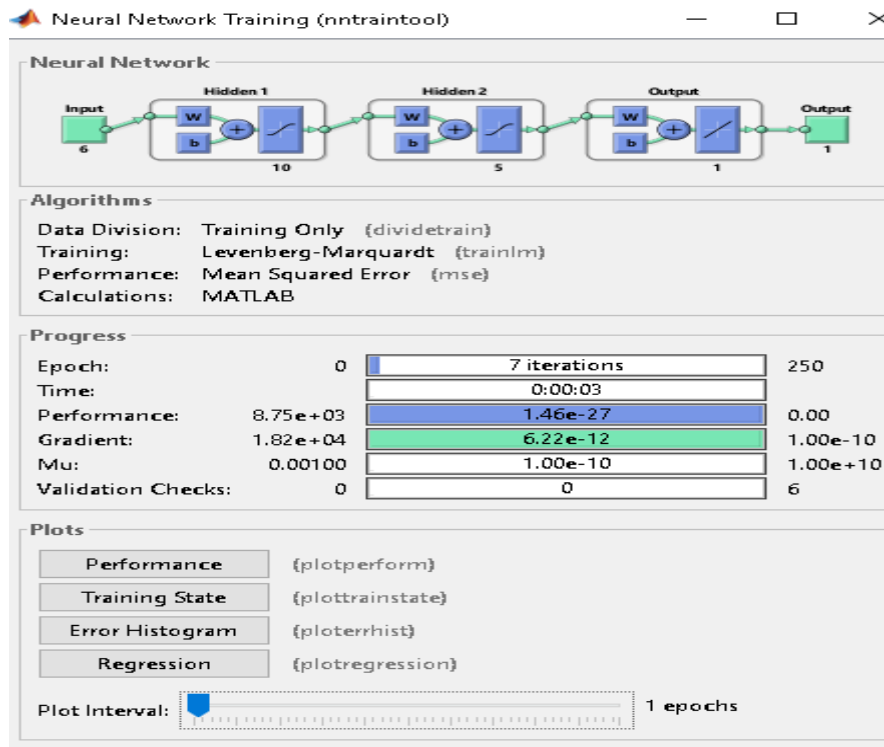 Neural Network Training (nntraintool)
Neural Network
Hidden 1 Hidden 2 Output
Input Output
W W W
+ + +
b b b
6 10 5 1 1
Algorithms
Data Division: Training Only (dividetrain)
Training: Levenberg-Marquardt (trainlm)
Performance: Mean Squared Error (mse)
Calculations: MATLAB
Progress
Epoch: 0 7 iterations 250
Time: 0:00:03
Performance: 8.75e+03 1.46e-27 0.00
Gradient: 1.82e+04 6.22e-12 1.00e-10
Mu: 0.00100 1.00e-10 1.00e+10
Validation Checks: 0 0 6
Plots
Performance (plotperform)
Training State (plottrainstate)
Error Histogram (ploterrhist)
Regression (plotregression)
Plot Interval: 1 epochs